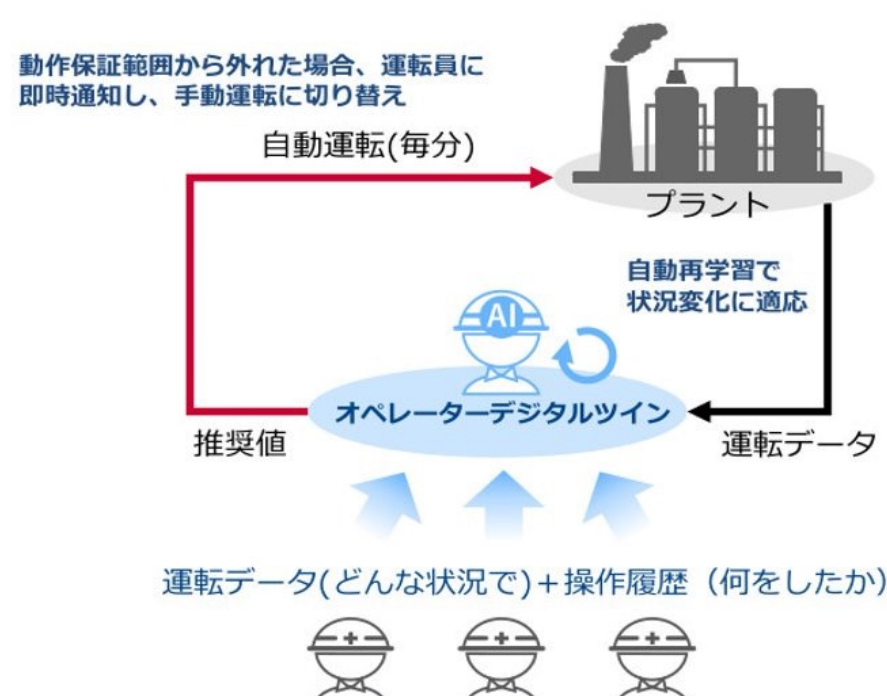 動作保証範囲から外れた場合、運転員に
即時通知し、手動運転に切り替え
自動運転(毎分)
プラント
自動再学習で
状況変化に適応
AI
オペレーターデジタルツイン
推奨値
運転データ
運転データ(どんな状況で)+操作履歴（何をしたか）